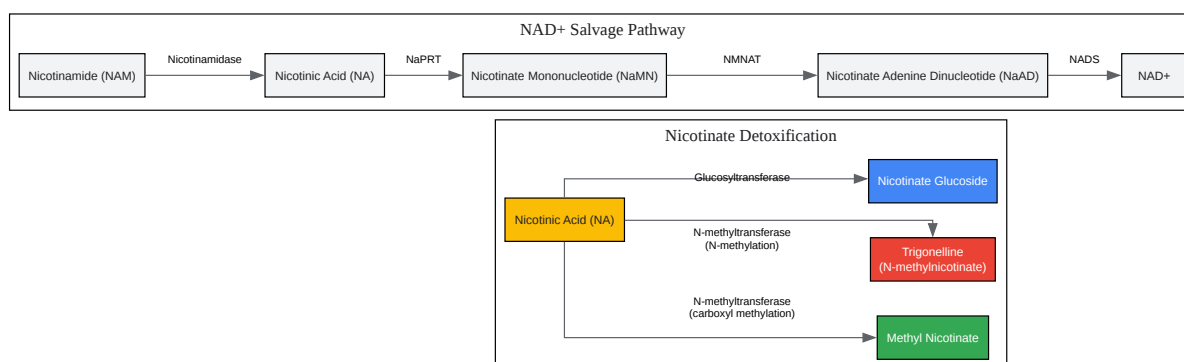 NAD+ Salvage Pathway
Nicotinamide (NAM)
Nicotinamidase
Nicotinic Acid (NA)
NaPRT
Nicotinate Mononucleotide (NaMN)
NMNAT
Nicotinate Adenine Dinucleotide (NaAD)
NADS
NAD+
Nicotinate Detoxification
Nicotinic Acid (NA)
Glucosyltransferase
Nicotinate Glucoside
N-methyltransferase
(N-methylation)
Trigonelline
(N-methylnicotinate)
N-methyltransferase
(carboxyl methylation)
Methyl Nicotinate